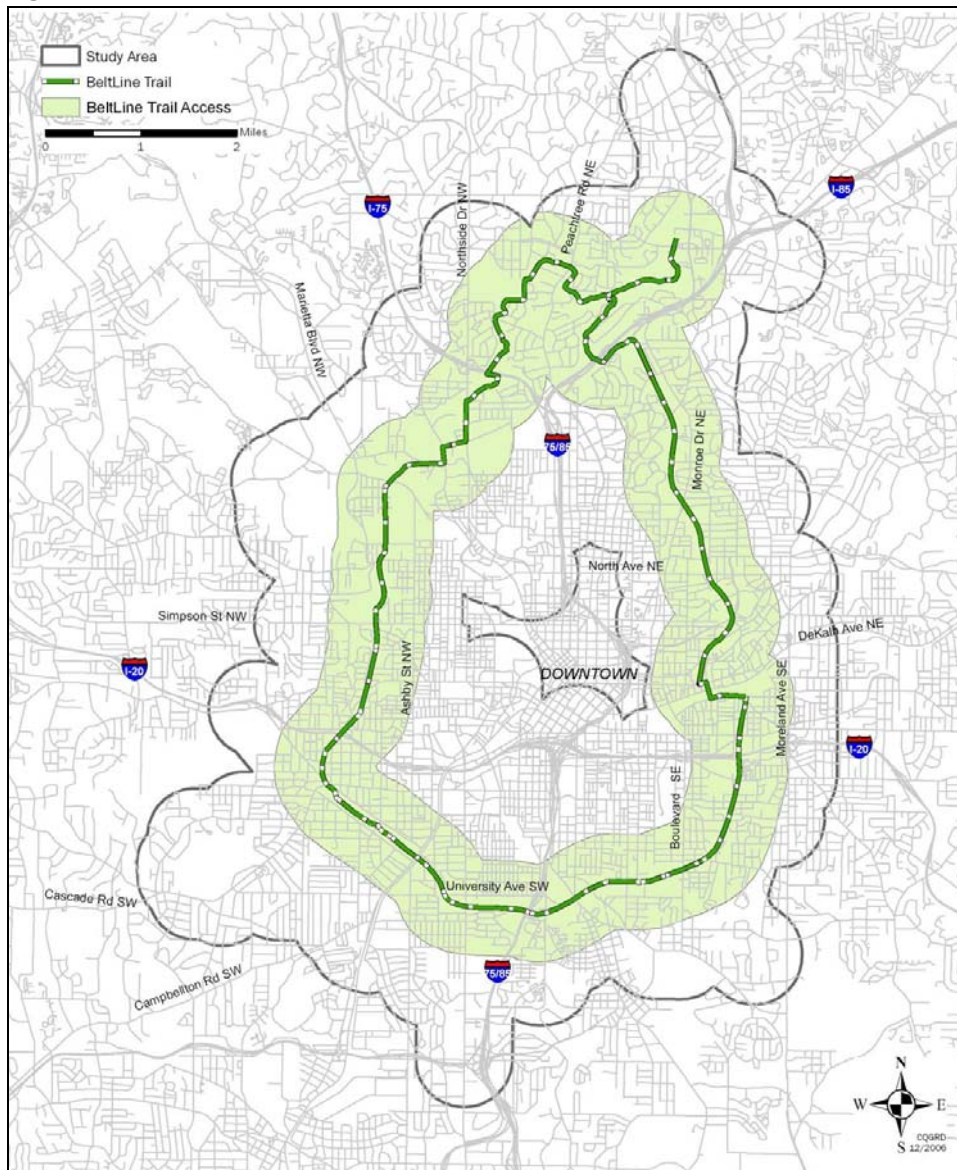 Study Area
BeltLine Trail
BeltLine Trail Access
Miles
0 1 2
Peachtree Rd NE
I-85
I-75
Northside Dr NW
Marietta Blvd NW
75/85
Monroe Dr NE
North Ave NE
Simpson St NW
DeKalb Ave NE
I-20
DOWNTOWN
Ashby St NW
Moreland Ave SE
I-20
Boulevard SE
University Ave SW
Cascade Rd SW
75/85
Campbellton Rd SW
N
W E
S
CQGRD
12/2006